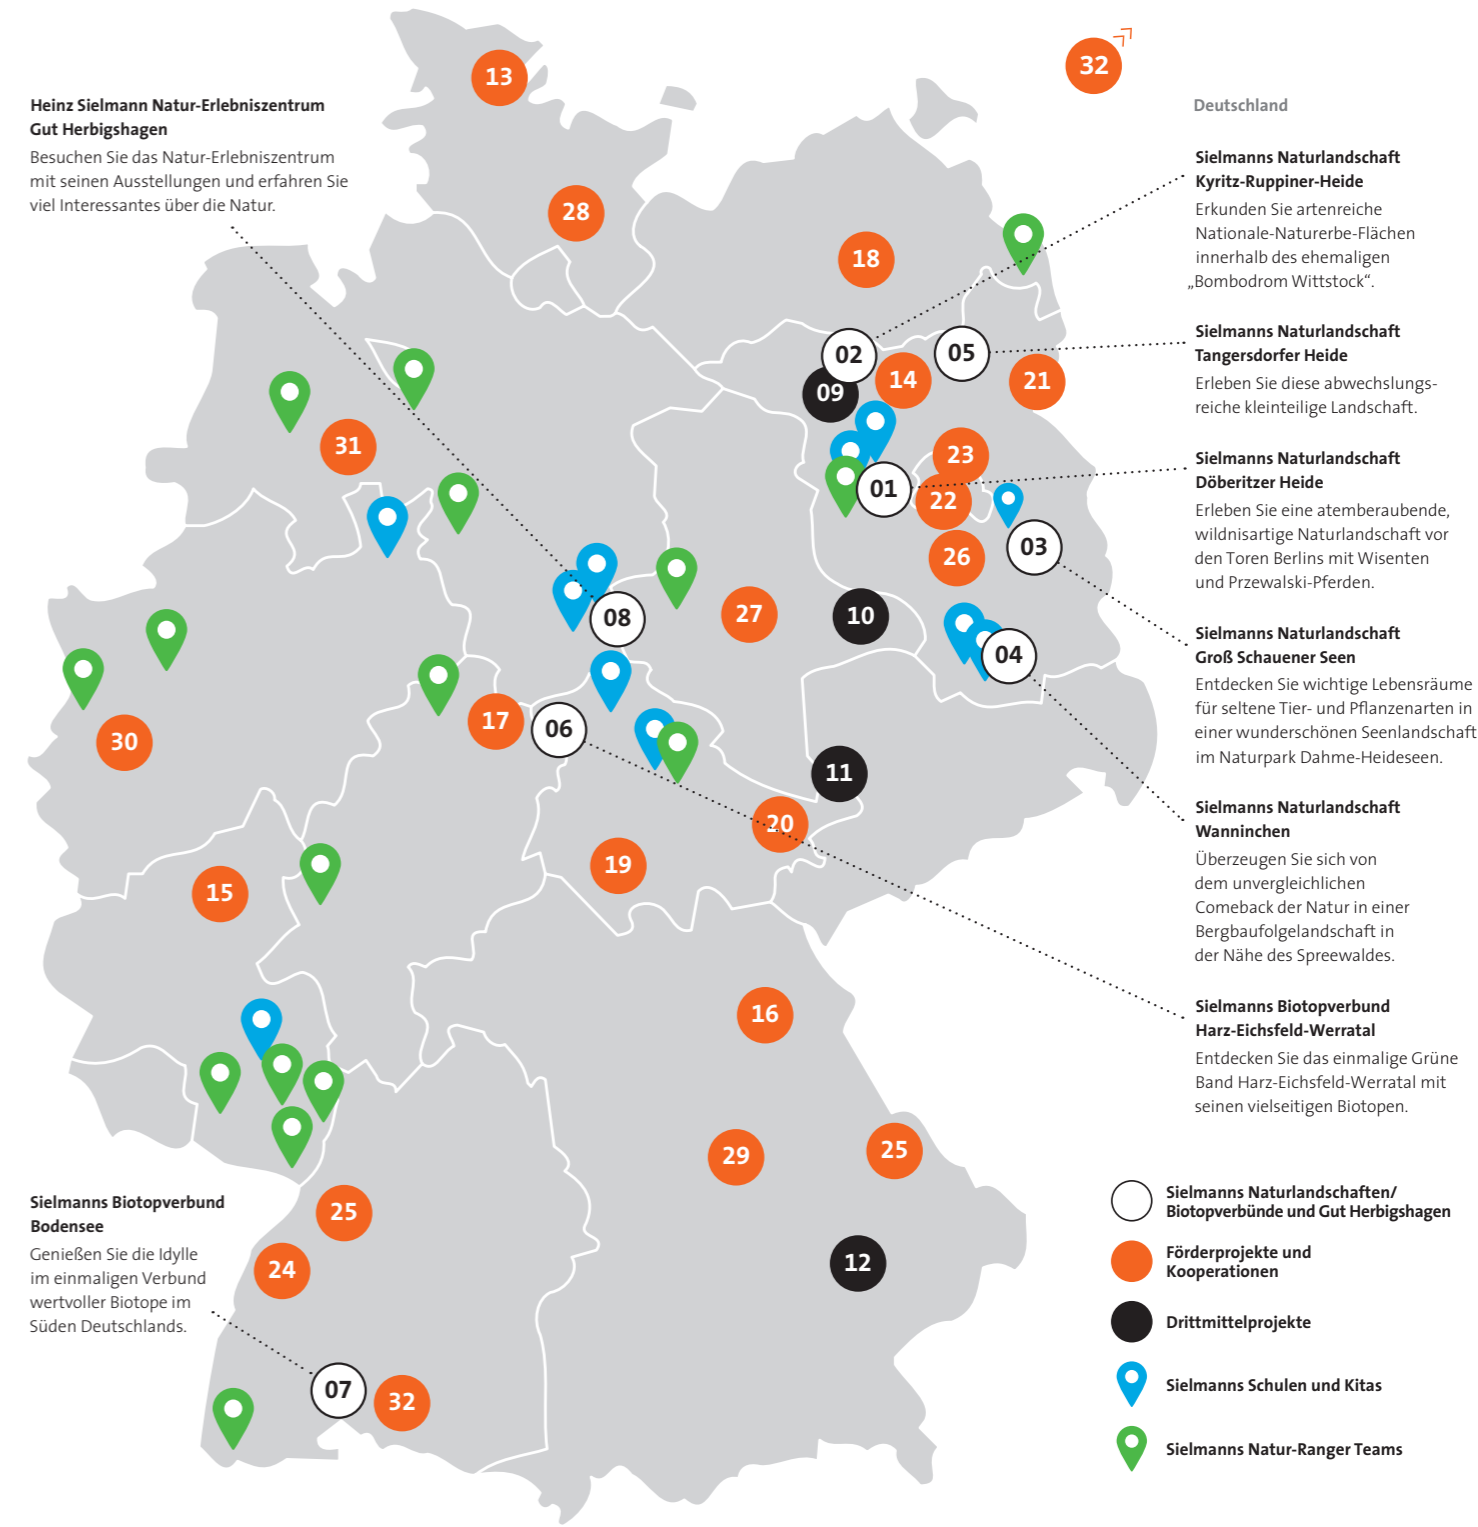 Heinz Sielmann Natur-Erlebniszentrum
Gut Herbigshagen
Besuchen Sie das Natur-Erlebniszentrum
mit seinen Ausstellungen und erfahren Sie
viel Interessantes über die Natur.
13
32
28
18
02
05
14
21
09
31
23
01
22
03
26
08
27
10
04
17
06
30
11
20
19
15
16
29
25
25
24
12
07
32
Deutschland
Sielmanns Naturlandschaft
Kyritz-Ruppiner-Heide
Erkunden Sie artenreiche
Nationale-Naturerbe-Flächen
innerhalb des ehemaligen
„Bombodrom Wittstock“.
Sielmanns Naturlandschaft
Tangersdorfer Heide
Erleben Sie diese abwechslungs-
reiche kleinteilige Landschaft.
Sielmanns Naturlandschaft
Döberitzer Heide
Erleben Sie eine atemberaubende,
wildnisartige Naturlandschaft vor
den Toren Berlins mit Wisenten
und Przewalski-Pferden.
Sielmanns Naturlandschaft
Groß Schauener Seen
Entdecken Sie wichtige Lebensräume
für seltene Tier- und Pflanzenarten in
einer wunderschönen Seenlandschaft
im Naturpark Dahme-Heideseen.
Sielmanns Naturlandschaft
Wanninchen
Überzeugen Sie sich von
dem unvergleichlichen
Comeback der Natur in einer
Bergbaufolgelandschaft in
der Nähe des Spreewaldes.
Sielmanns Biotopverbund
Harz-Eichsfeld-Werratal
Entdecken Sie das einmalige Grüne
Band Harz-Eichsfeld-Werratal mit
seinen vielseitigen Biotopen.
Sielmanns Biotopverbund
Bodensee
Genießen Sie die Idylle
im einmaligen Verbund
wertvoller Biotope im
Süden Deutschlands.
Sielmanns Naturlandschaften/
Biotopverbünde und Gut Herbigshagen
Förderprojekte und
Kooperationen
Drittmittelprojekte
Sielmanns Schulen und Kitas
Sielmanns Natur-Ranger Teams